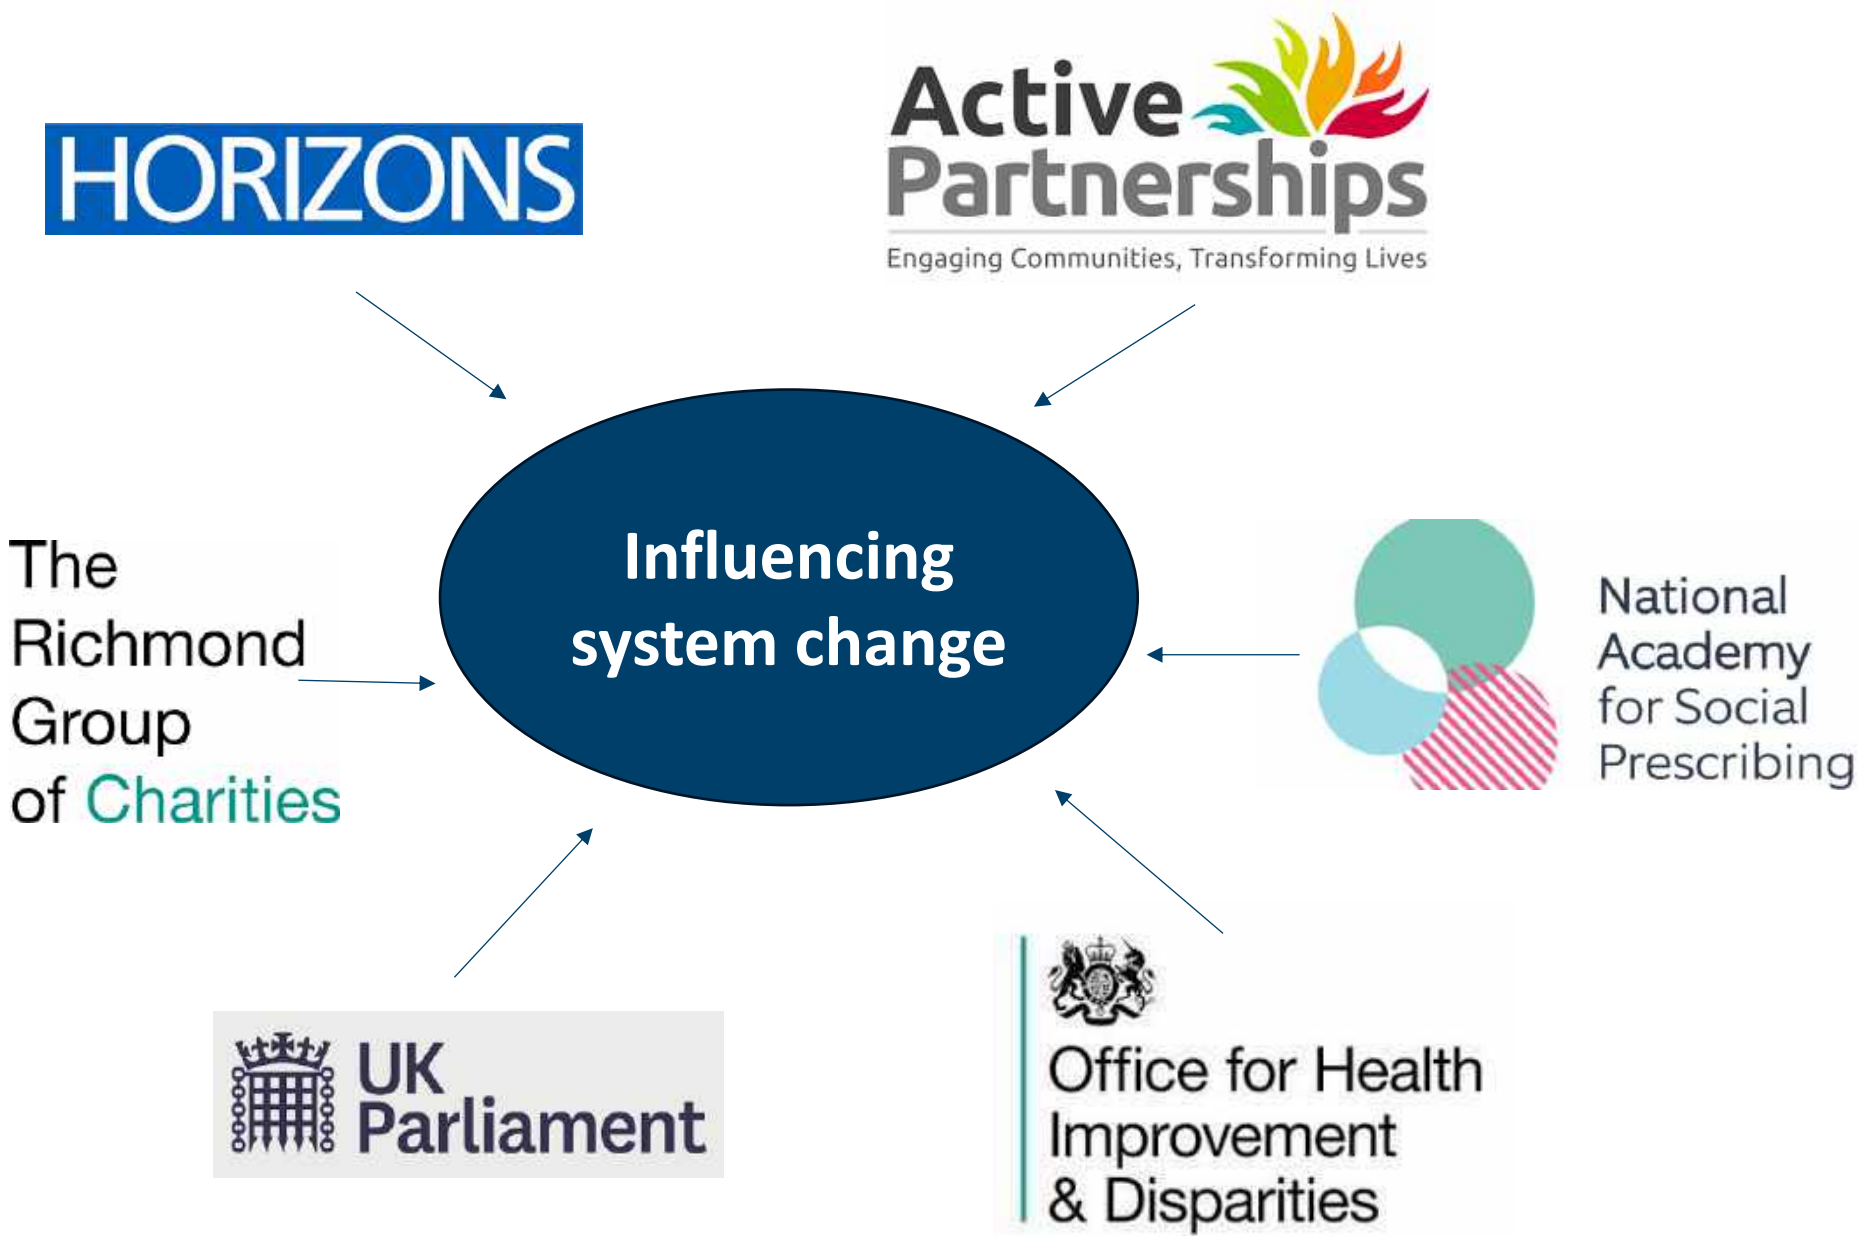 HORIZONS
Active
Partnerships
Engaging Communities, Transforming Lives
Influencing
system change
The
Richmond
Group
of Charities
National
Academy
for Social
Prescribing
UK
Parliament
Office for Health
Improvement
& Disparities